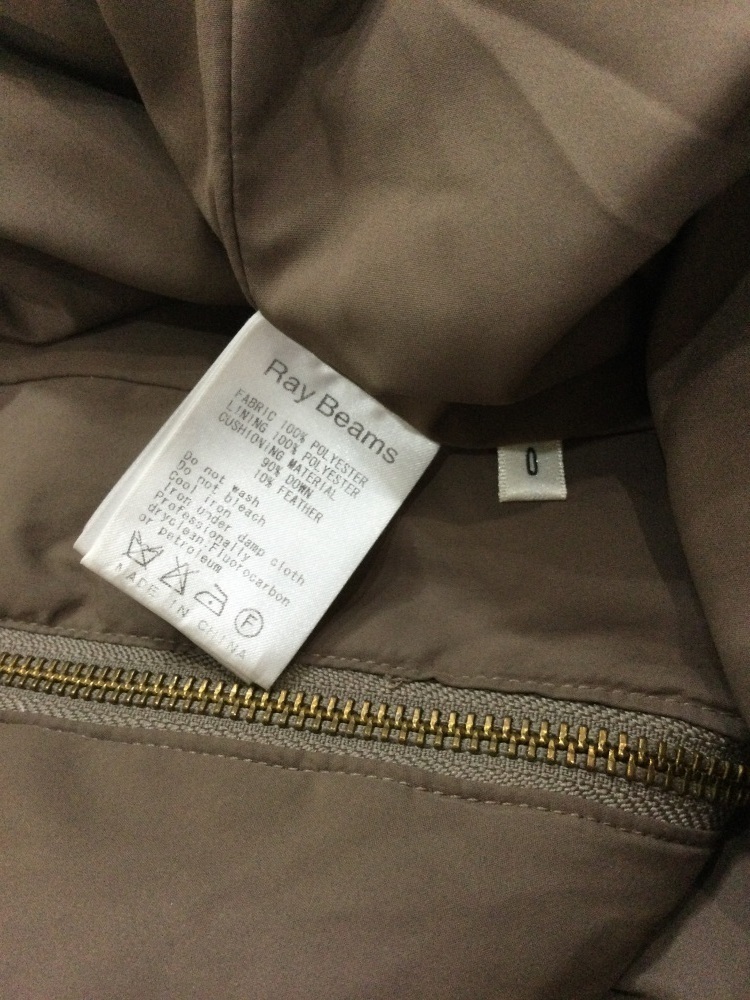 Ray Beams
FABRIC 100% POLYESTER
LINING 100% POLYESTER
CUSHIONING MATERIAL
90% DOWN
10% FEATHER
Do not wash
Do not bleach
Cool iron
Iron under damp cloth
Professionally
dryclean:Fluorocarbon
or petroleum
F
MADE IN CHINA
0